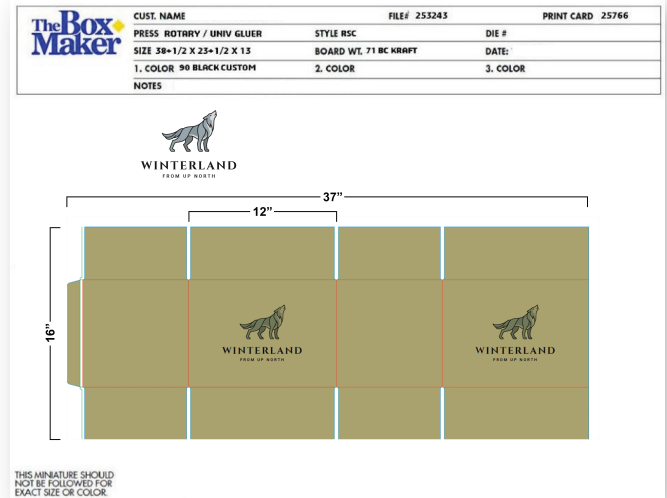 The Box Maker
CUST. NAME FILE# 253243 PRINT CARD 25766
PRESS ROTARY / UNIV GLUER STYLE RSC DIE #
SIZE 38+1/2 X 23+1/2 X 13 BOARD WT. 71 BC KRAFT DATE:
1. COLOR 90 BLACK CUSTOM 2. COLOR 3. COLOR
NOTES
WINTERLAND
FROM UP NORTH
37”
12”
16”
WINTERLAND
FROM UP NORTH
WINTERLAND
FROM UP NORTH
THIS MINIATURE SHOULD
NOT BE FOLLOWED FOR
EXACT SIZE OR COLOR.